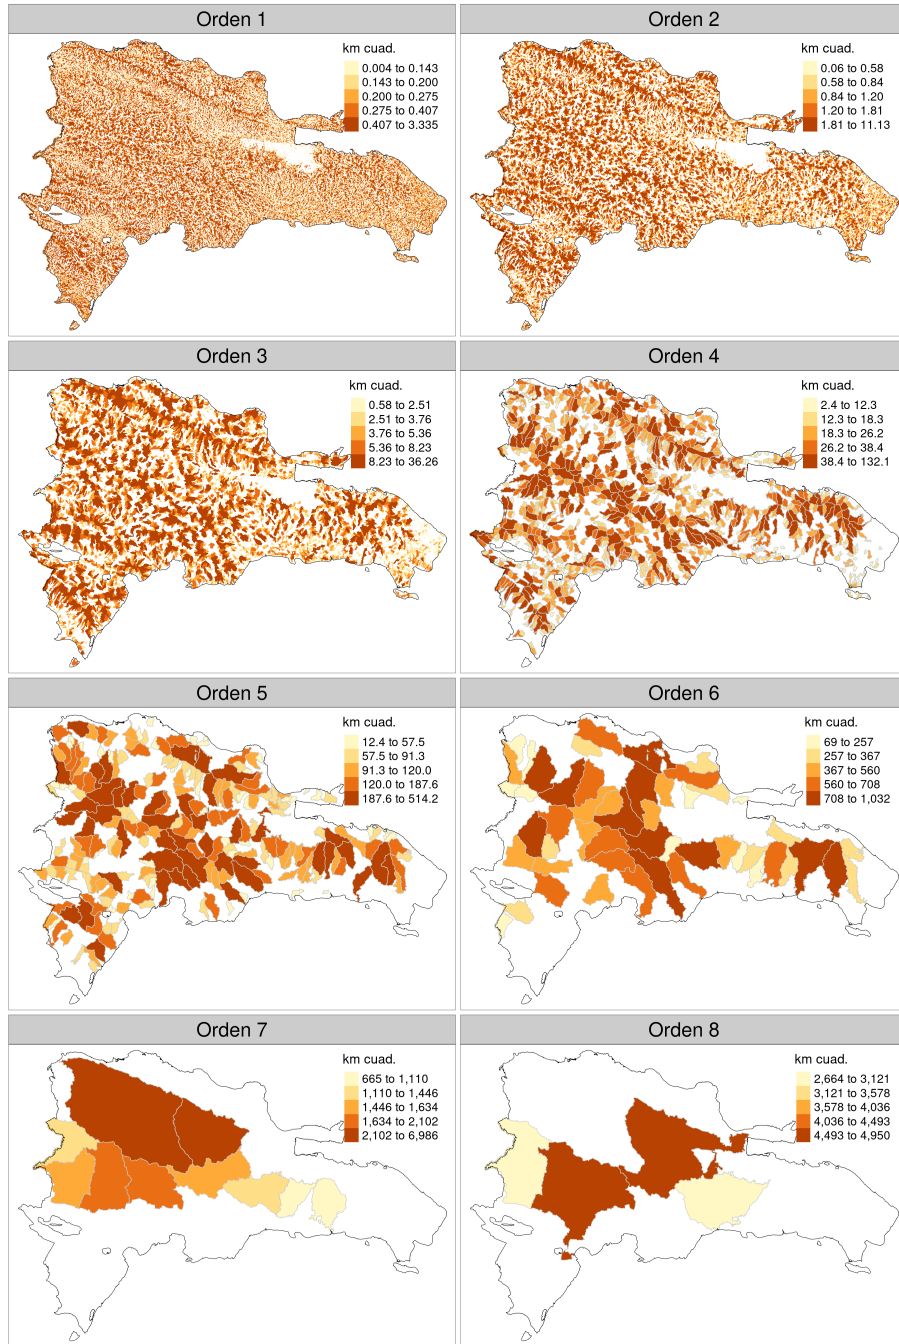 Orden 1
km cuad.
0.004 to 0.143
0.143 to 0.200
0.200 to 0.275
0.275 to 0.407
0.407 to 3.335
Orden 2
km cuad.
0.06 to 0.58
0.58 to 0.84
0.84 to 1.20
1.20 to 1.81
1.81 to 11.13
Orden 3
km cuad.
0.58 to 2.51
2.51 to 3.76
3.76 to 5.36
5.36 to 8.23
8.23 to 36.26
Orden 4
km cuad.
2.4 to 12.3
12.3 to 18.3
18.3 to 26.2
26.2 to 38.4
38.4 to 132.1
Orden 5
km cuad.
12.4 to 57.5
57.5 to 91.3
91.3 to 120.0
120.0 to 187.6
187.6 to 514.2
Orden 6
km cuad.
69 to 257
257 to 367
367 to 560
560 to 708
708 to 1,032
Orden 7
km cuad.
665 to 1,110
1,110 to 1,446
1,446 to 1,634
1,634 to 2,102
2,102 to 6,986
Orden 8
km cuad.
2,664 to 3,121
3,121 to 3,578
3,578 to 4,036
4,036 to 4,493
4,493 to 4,950